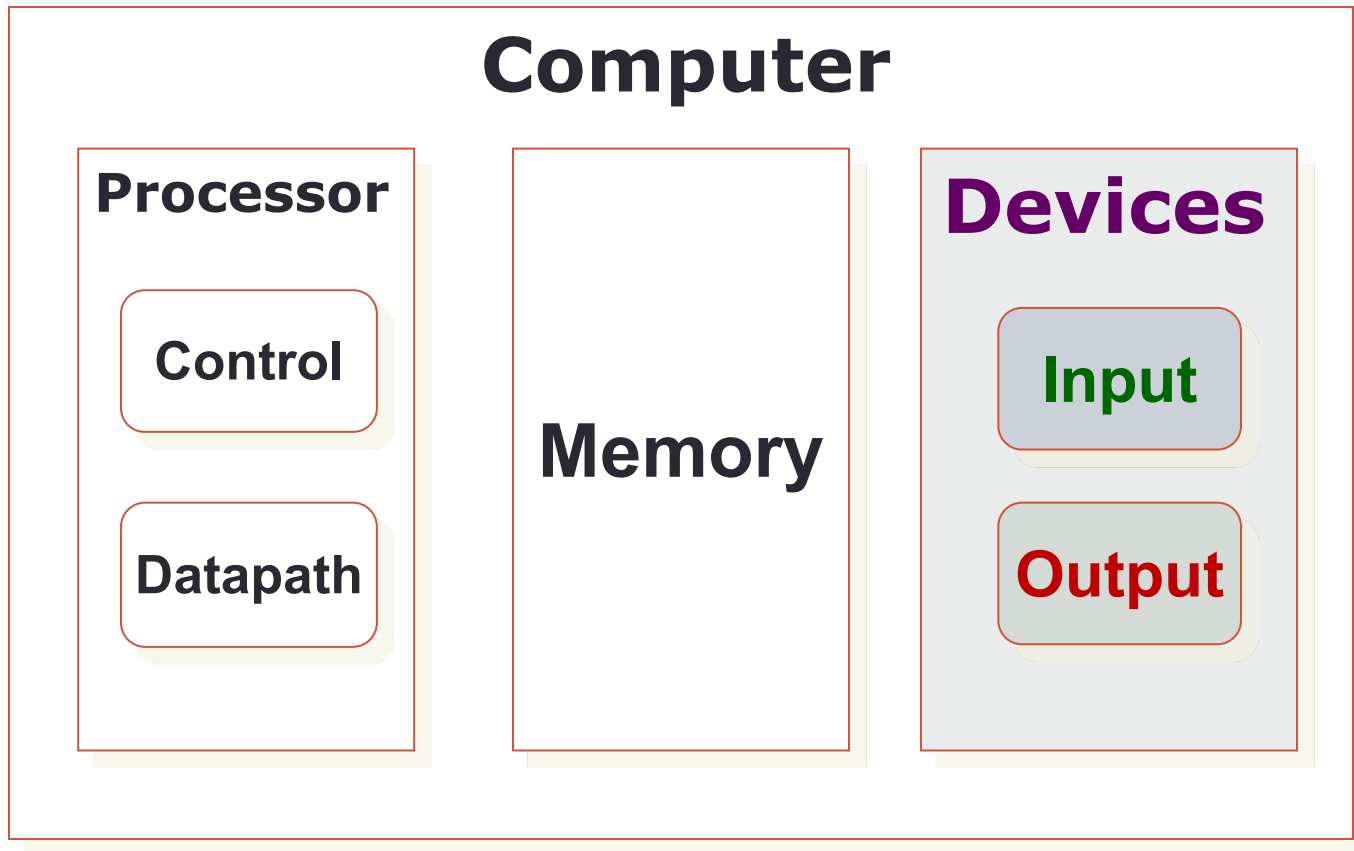 Computer
Processor
Control
Datapath
Memory
Devices
Input
Output